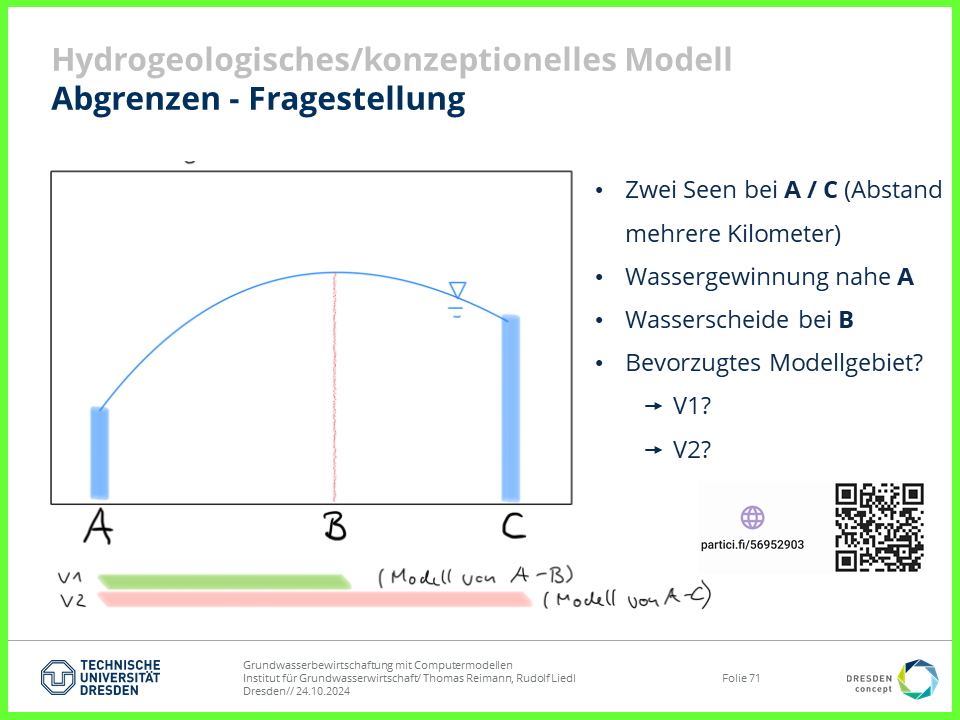 Hydrogeologisches/konzeptionelles Modell
Abgrenzen - Fragestellung
• Zwei Seen bei A / C (Abstand
mehrere Kilometer)
• Wassergewinnung nahe A
• Wasserscheide bei B
• Bevorzugtes Modellgebiet?
→ V1?
→ V2?
A B C
partici.fi/56952903
V1 (Modell von A-B)
V2 (Modell von A-C)
TECHNISCHE
UNIVERSITÄT
DRESDEN
Grundwasserbewirtschaftung mit Computermodellen
Institut für Grundwasserwirtschaft/ Thomas Reimann, Rudolf Liedl
Dresden// 24.10.2024
Folie 71
DRESDEN
concept